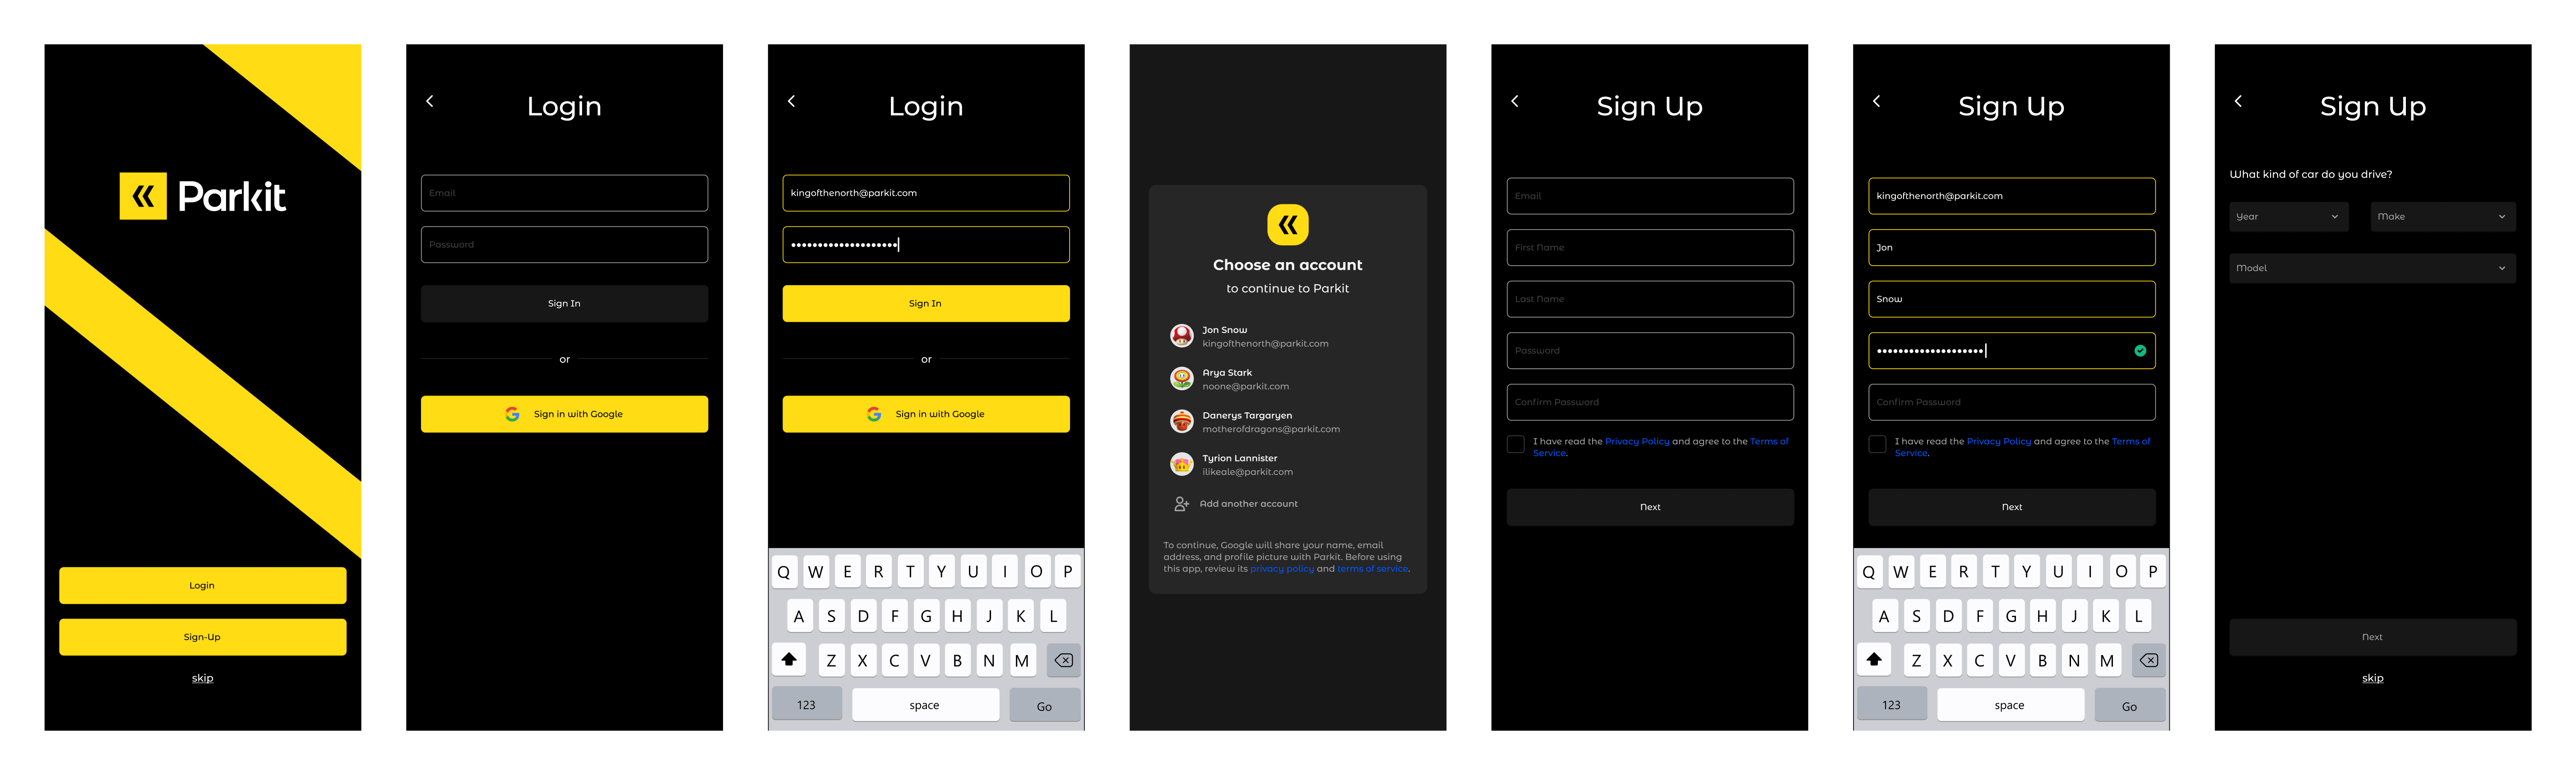 Parkit
Login
Sign-Up
skip
Login
Email
Password
Sign In
or
Sign in with Google
Login
kingofthenorth@parkit.com
••••••••••••••••••••
Sign In
or
Sign in with Google
Q W E R T Y U I O P
A S D F G H J K L
Z X C V B N M
123 space Go
Choose an account
to continue to Parkit
Jon Snow
kingofthenorth@parkit.com
Arya Stark
noone@parkit.com
Danerys Targaryen
motherofdragons@parkit.com
Tyrion Lannister
ilikeale@parkit.com
Add another account
To continue, Google will share your name, email
address, and profile picture with Parkit. Before using
this app, review its privacy policy and terms of service.
Sign Up
Email
First Name
Last Name
Password
Confirm Password
I have read the Privacy Policy and agree to the Terms of
Service.
Next
Sign Up
kingofthenorth@parkit.com
Jon
Snow
••••••••••••••••••••
Confirm Password
I have read the Privacy Policy and agree to the Terms of
Service.
Next
Q W E R T Y U I O P
A S D F G H J K L
Z X C V B N M
123 space Go
Sign Up
What kind of car do you drive?
Year Make
Model
Next
skip